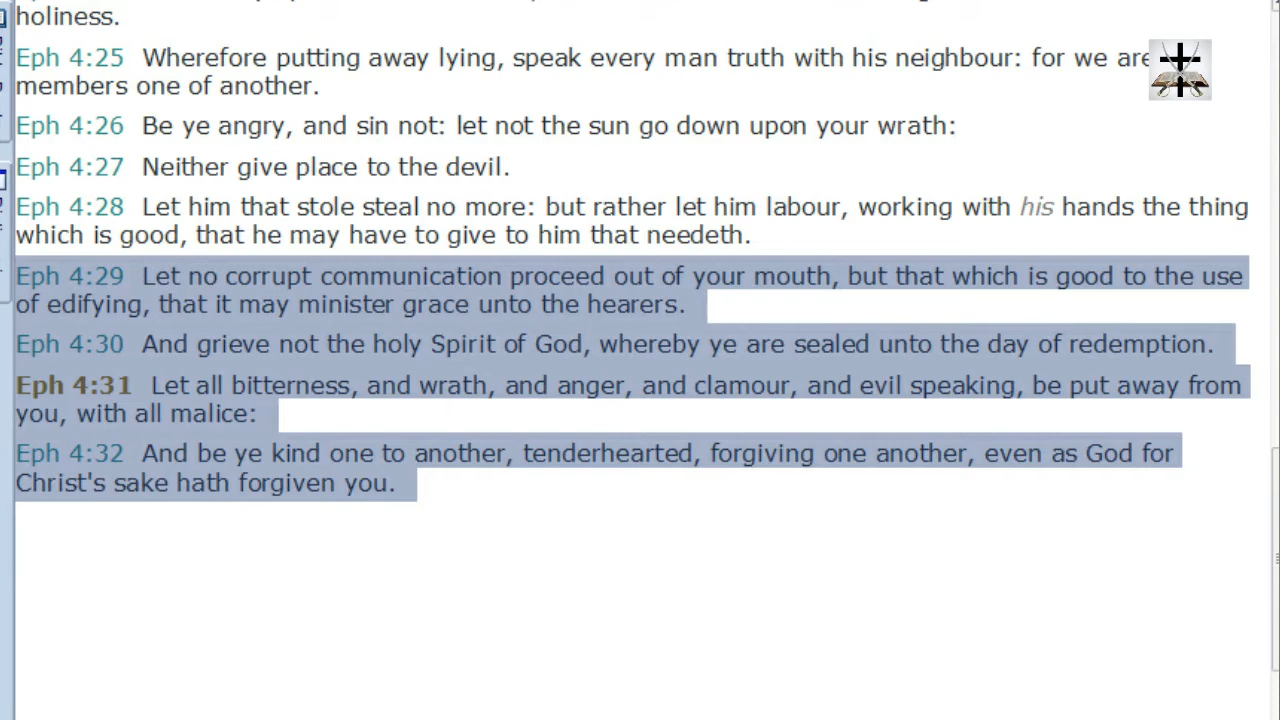 holiness.
Eph 4:25 Wherefore putting away lying, speak every man truth with his neighbour: for we are
members one of another.
Eph 4:26 Be ye angry, and sin not: let not the sun go down upon your wrath:
Eph 4:27 Neither give place to the devil.
Eph 4:28 Let him that stole steal no more: but rather let him labour, working with his hands the thing
which is good, that he may have to give to him that needeth.
Eph 4:29 Let no corrupt communication proceed out of your mouth, but that which is good to the use
of edifying, that it may minister grace unto the hearers.
Eph 4:30 And grieve not the holy Spirit of God, whereby ye are sealed unto the day of redemption.
Eph 4:31 Let all bitterness, and wrath, and anger, and clamour, and evil speaking, be put away from
you, with all malice:
Eph 4:32 And be ye kind one to another, tenderhearted, forgiving one another, even as God for
Christ's sake hath forgiven you.